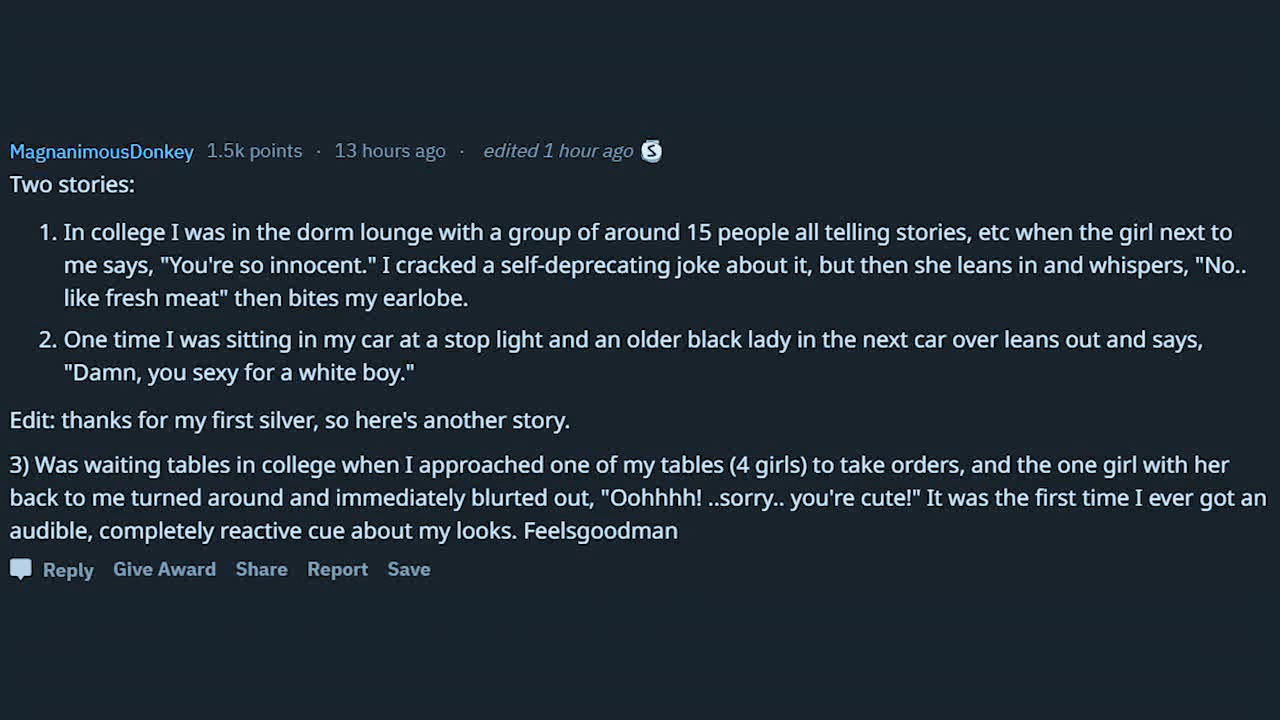 MagnanimousDonkey 1.5k points · 13 hours ago · edited 1 hour ago S
Two stories:
1. In college I was in the dorm lounge with a group of around 15 people all telling stories, etc when the girl next to
me says, "You're so innocent." I cracked a self-deprecating joke about it, but then she leans in and whispers, "No..
like fresh meat" then bites my earlobe.
2. One time I was sitting in my car at a stop light and an older black lady in the next car over leans out and says,
"Damn, you sexy for a white boy."
Edit: thanks for my first silver, so here's another story.
3) Was waiting tables in college when I approached one of my tables (4 girls) to take orders, and the one girl with her
back to me turned around and immediately blurted out, "Oohhhh! ..sorry.. you're cute!" It was the first time I ever got an
audible, completely reactive cue about my looks. Feelsgoodman
Reply Give Award Share Report Save